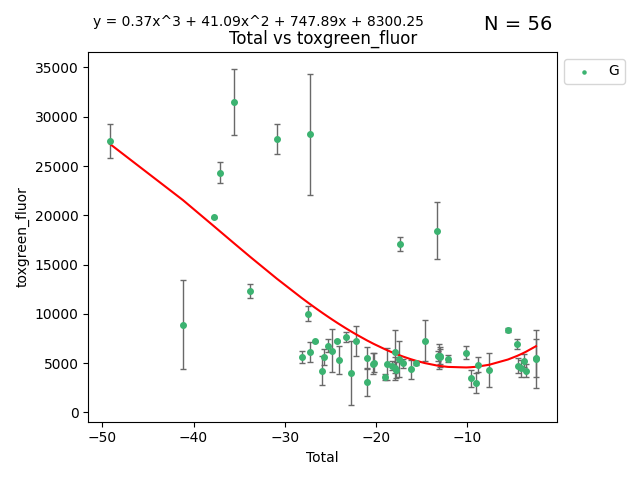 y = 0.37x^3 + 41.09x^2 + 747.89x + 8300.25
N = 56
Total vs toxgreen_fluor
G
35000
30000
25000
20000
15000
10000
5000
0
toxgreen_fluor
−50
−40
−30
−20
−10
Total